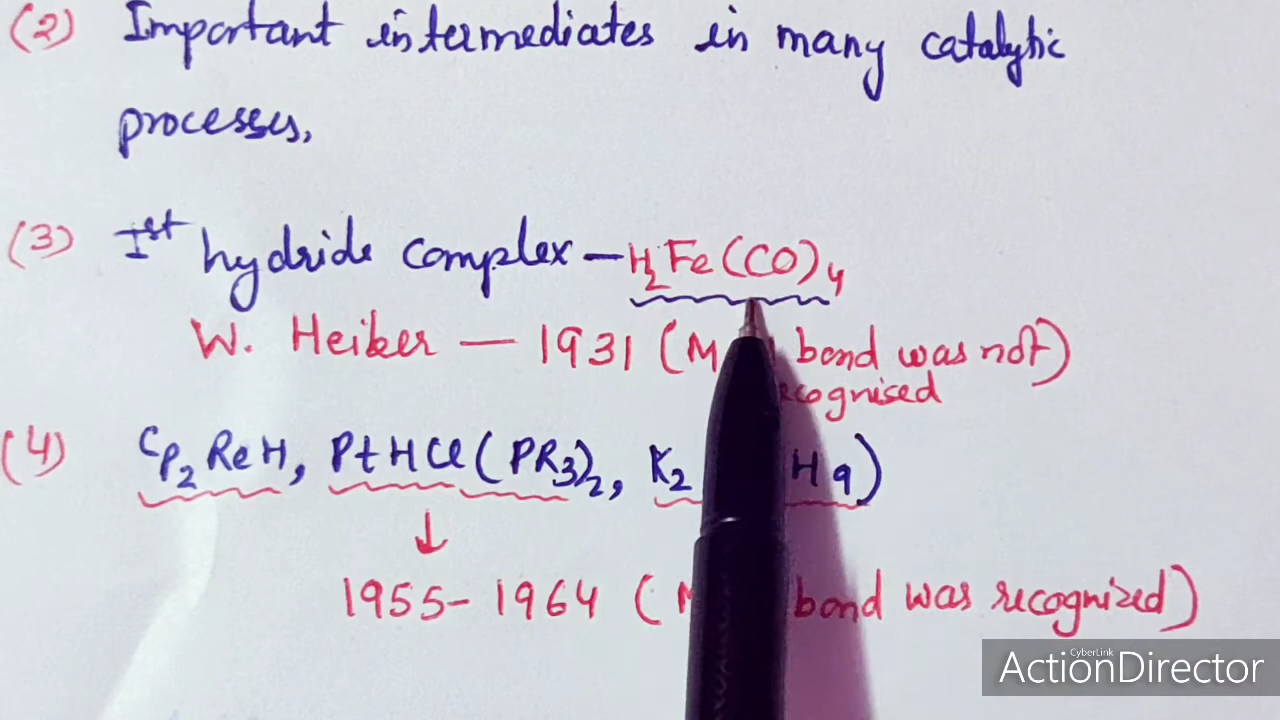 (2) Important intermediates in many catalytic
processes.
(3) Ist hydride complex – H₂Fe(CO)₄
W. Heiber — 1931 (M bond was not)
recognised
(4) Cp₂ReH, PtHCl(PR₃)₂, K₂ H₉)
↓
1955-1964 (M bond was recognized)
CyberLink
ActionDirector